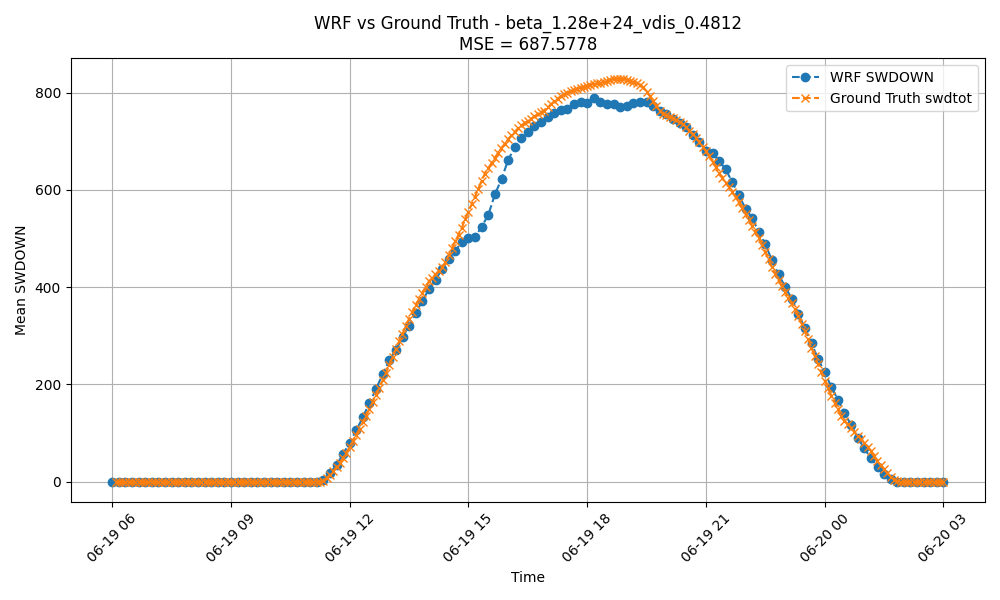 WRF vs Ground Truth - beta_1.28e+24_vdis_0.4812
MSE = 687.5778
WRF SWDOWN
Ground Truth swdtot
Mean SWDOWN
800
600
400
200
0
06-19 06
06-19 09
06-19 12
06-19 15
06-19 18
06-19 21
06-20 00
06-20 03
Time